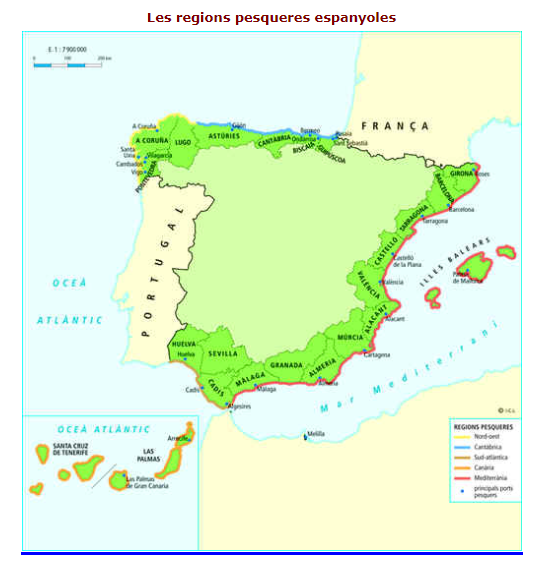 Les regions pesqueres espanyoles
E. 1 : 7 900 000
0
100
200 km
A Coruña
Gijón
Pasaia
FRANÇA
A CORUÑA
LUGO
ASTÚRIES
CANTÀBRIA
Ondarroa
Sant Sebastià
BISCAIA
GUIPÚSCOA
Santa
Vilagarcía
Cambados
Vigo
PONTEVEDRA
GIRONA
Roses
BARCELONA
Barcelona
TARRAGONA
Tarragona
PORTUGAL
CASTELLÓ
Castelló
de la Plana
ILLES BALEARS
Palma
de Mallorca
VALÈNCIA
València
OCEÀ
ATLÀNTIC
ALACANT
Alacant
MÚRCIA
Cartagena
HUELVA
Huelva
SEVILLA
GRANADA
ALMERIA
MÀLAGA
Màlaga
CADIS
Cadis
Algesires
Mar Mediterrani
Melilla
OCEÀ ATLÀNTIC
SANTA CRUZ
DE TENERIFE
LAS
PALMAS
Arrecife
Las Palmas
de Gran Canaria
REGIONS PESQUERES
Nord-oest
Cantàbrica
Sud-atlàntica
Canària
Mediterrània
principals ports
pesquers